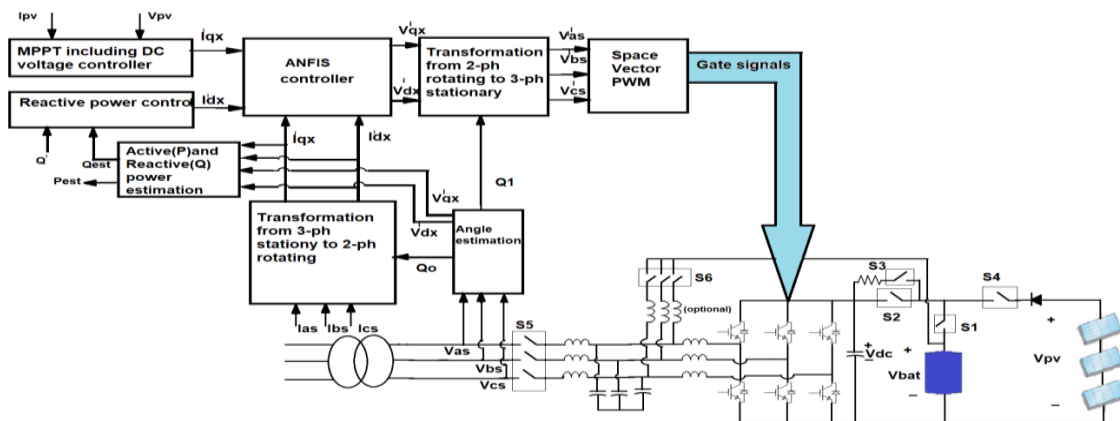 Ipv
Vpv
MPPT including DC
voltage controller
i'qx
ANFIS
controller
V'qx
Transformation
from 2-ph
rotating to 3-ph
stationary
V'as
Vbs
V'cs
Space
Vector
PWM
Gate signals
Reactive power contro
i'dx
V'dx
Q'
Qest
Pest
Active(P)and
Reactive(Q)
power
estimation
i'qx
i'dx
V'qx
V'dx
Q1
Transformation
from 3-ph
stationy to 2-ph
rotating
Angle
estimation
Qo
Ias Ibs Ics
Vas
Vbs
Vcs
S5
S6
(optional)
S3
S2
S4
S1
+
Vdc
–
+
Vbat
–
+
Vpv
–